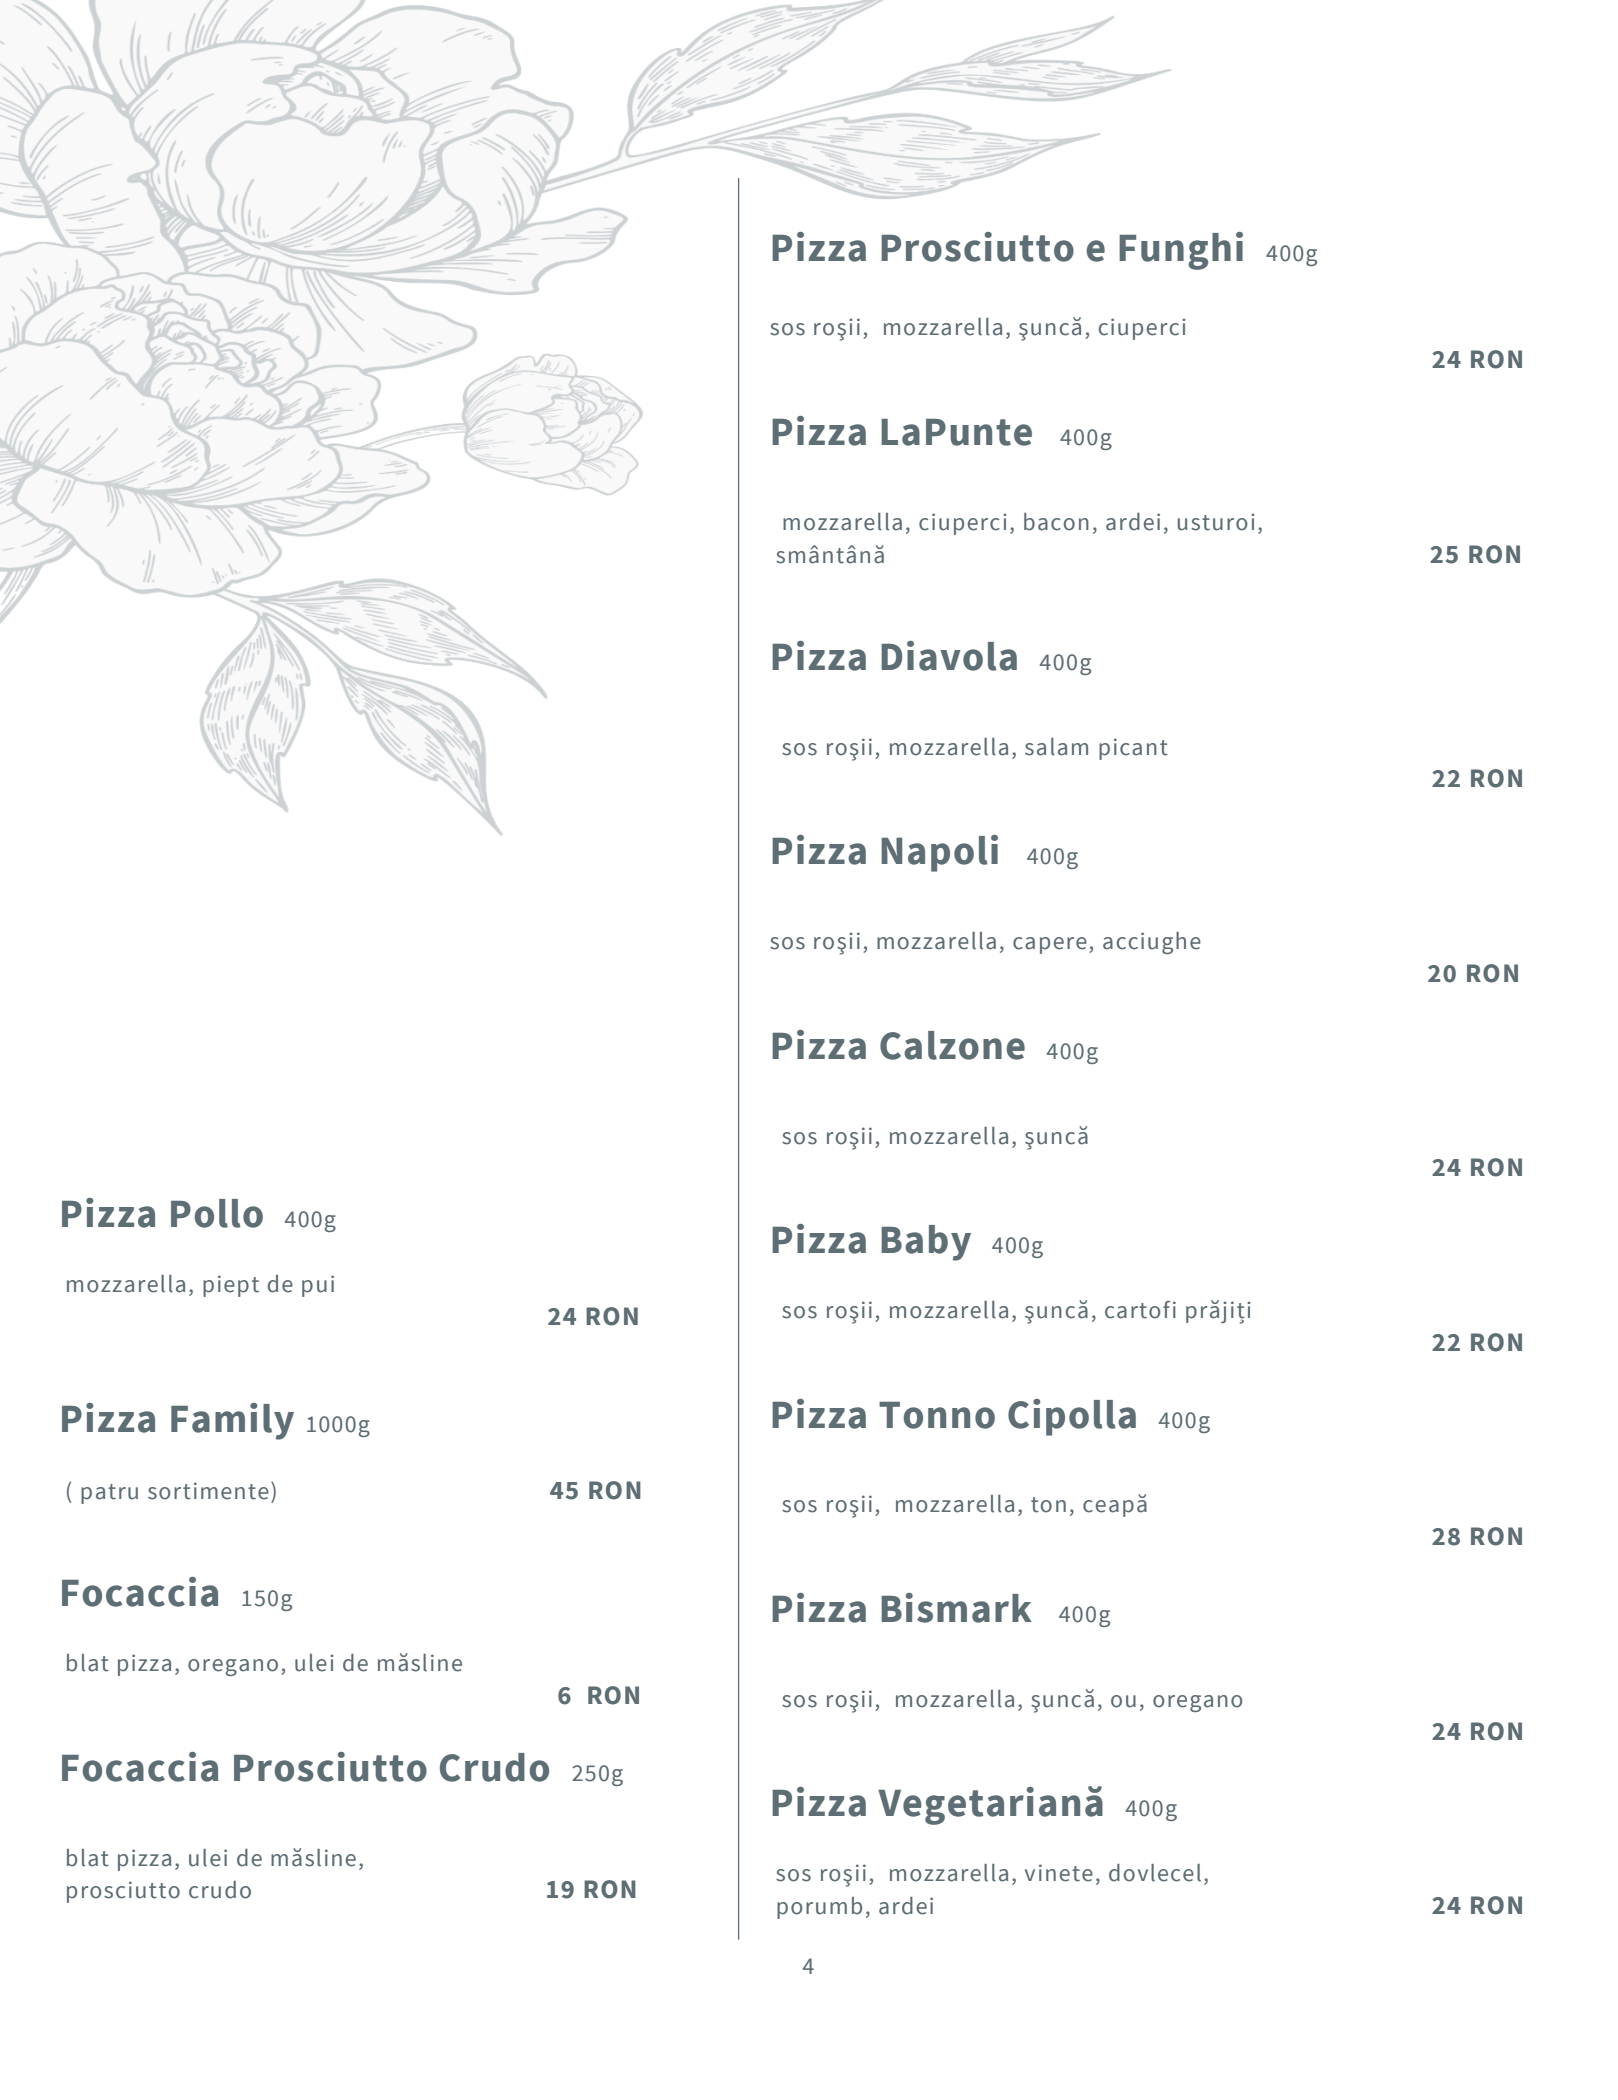 Pizza Pollo 400g
mozzarella, piept de pui
24 RON
Pizza Family 1000g
( patru sortimente) 45 RON
Focaccia 150g
blat pizza, oregano, ulei de măsline
6 RON
Focaccia Prosciutto Crudo 250g
blat pizza, ulei de măsline,
prosciutto crudo 19 RON
Pizza Prosciutto e Funghi 400g
sos roşii, mozzarella, şuncă, ciuperci
24 RON
Pizza LaPunte 400g
mozzarella, ciuperci, bacon, ardei, usturoi,
smântână 25 RON
Pizza Diavola 400g
sos roşii, mozzarella, salam picant
22 RON
Pizza Napoli 400g
sos roşii, mozzarella, capere, acciughe
20 RON
Pizza Calzone 400g
sos roşii, mozzarella, şuncă
24 RON
Pizza Baby 400g
sos roşii, mozzarella, şuncă, cartofi prăjiți
22 RON
Pizza Tonno Cipolla 400g
sos roşii, mozzarella, ton, ceapă
28 RON
Pizza Bismark 400g
sos roşii, mozzarella, şuncă, ou, oregano
24 RON
Pizza Vegetariană 400g
sos roşii, mozzarella, vinete, dovlecel,
porumb, ardei 24 RON
4